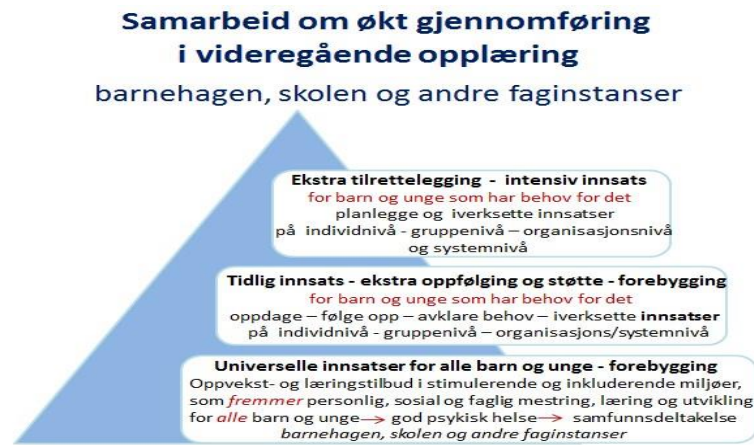 Samarbeid om økt gjennomføring
i videregående opplæring
barnehagen, skolen og andre faginstanser
Ekstra tilrettelegging - intensiv innsats
for barn og unge som har behov for det
planlegge og iverksette innsatser
på individnivå - gruppenivå – organisasjonsnivå
og systemnivå
Tidlig innsats - ekstra oppfølging og støtte - forebygging
for barn og unge som har behov for det
oppdage – følge opp – avklare behov – iverksette innsatser
på individnivå - gruppenivå – organisasjons/systemnivå
Universelle innsatser for alle barn og unge - forebygging
Oppvekst- og læringstilbud i stimulerende og inkluderende miljøer,
som fremmer personlig, sosial og faglig mestring, læring og utvikling
for alle barn og unge → god psykisk helse → samfunnsdeltakelse
barnehagen, skolen og andre faginstanser